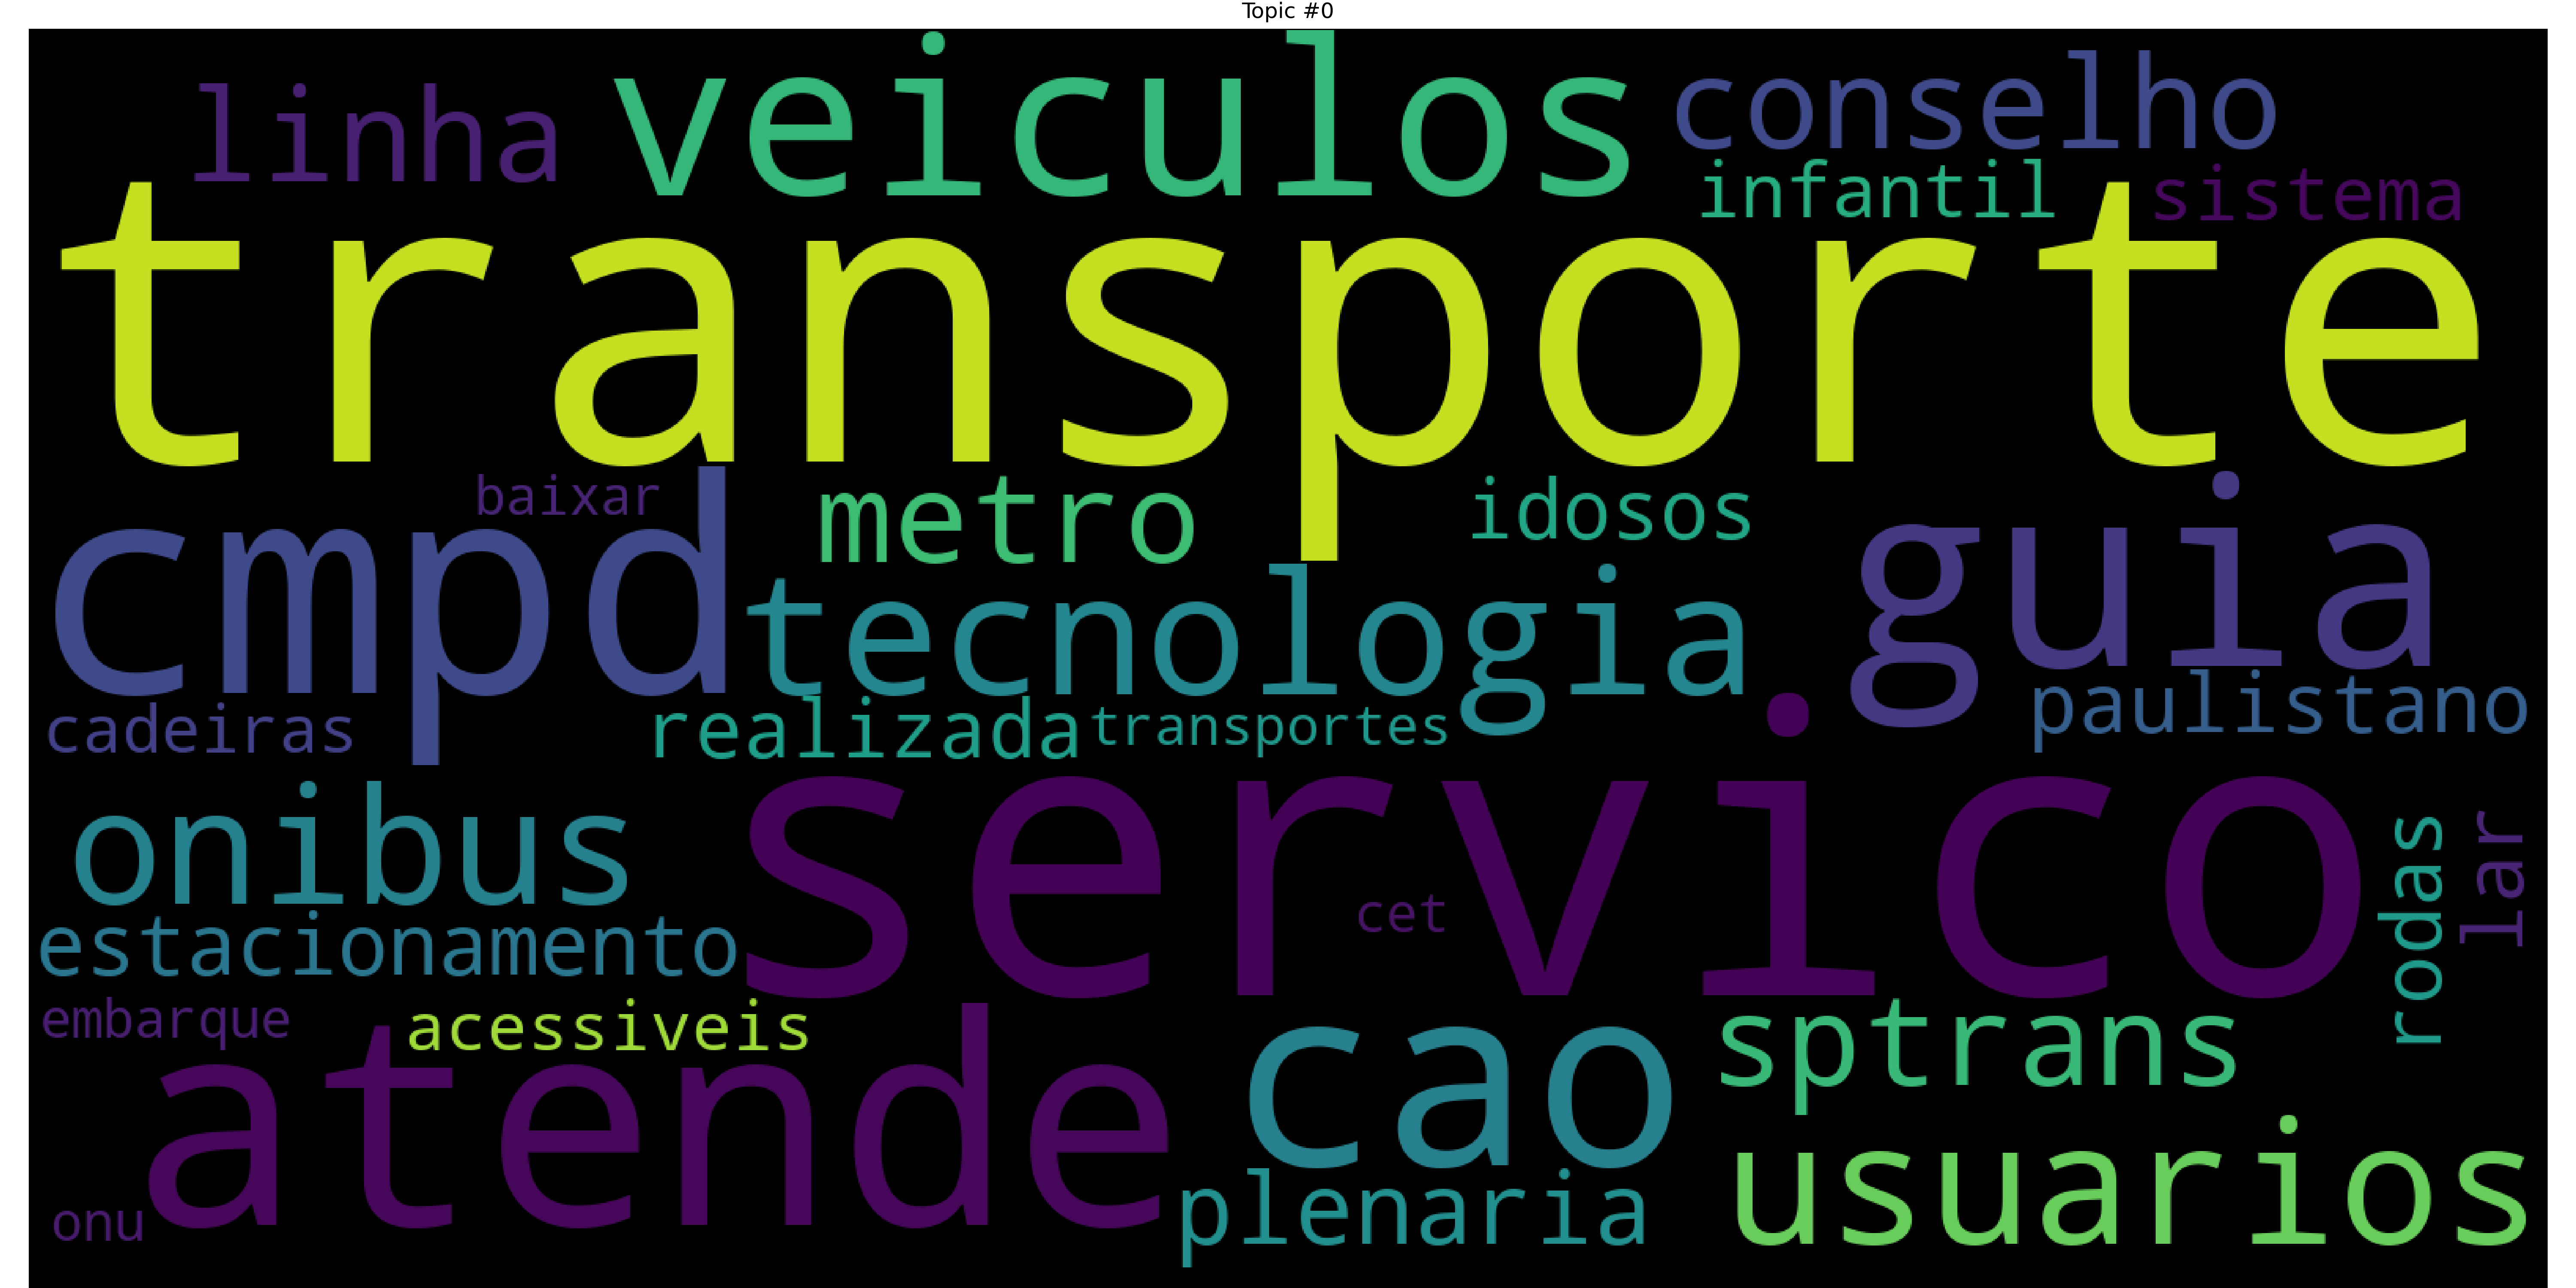 Topic #0
linha
veiculos
conselho
infantil
sistema
transporte
baixar
metro
idosos
cmpd
tecnologia
guia
cadeiras
realizada
transportes
paulistano
onibus
servico
cet
rodas
lar
estacionamento
embarque
acessiveis
atende
cao
sptrans
onu
plenaria
usuarios